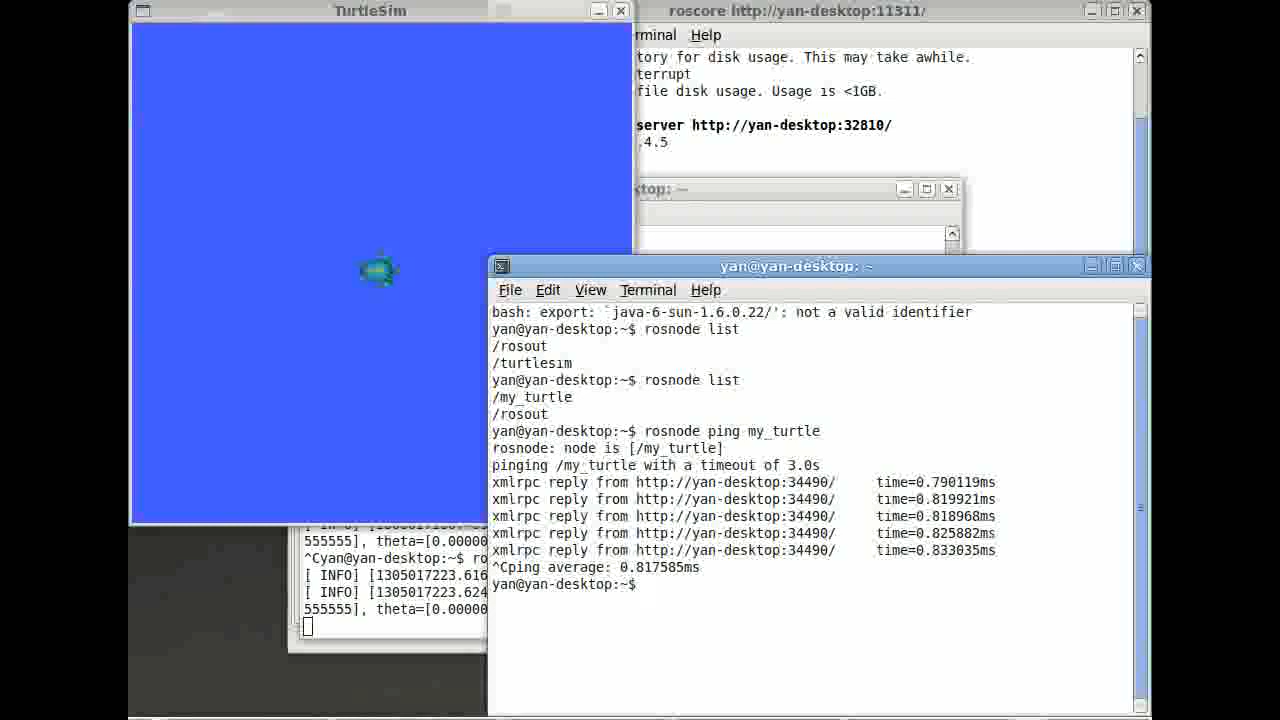 TurtleSim
roscore http://yan-desktop:11311/
rminal Help
tory for disk usage. This may take awhile.
terrupt
file disk usage. Usage is <1GB.
server http://yan-desktop:32810/
.4.5
ktop: ~
yan@yan-desktop: ~
File Edit View Terminal Help
bash: export: `java-6-sun-1.6.0.22/': not a valid identifier
yan@yan-desktop:~$ rosnode list
/rosout
/turtlesim
yan@yan-desktop:~$ rosnode list
/my_turtle
/rosout
yan@yan-desktop:~$ rosnode ping my_turtle
rosnode: node is [/my_turtle]
pinging /my_turtle with a timeout of 3.0s
xmlrpc reply from http://yan-desktop:34490/ time=0.790119ms
xmlrpc reply from http://yan-desktop:34490/ time=0.819921ms
xmlrpc reply from http://yan-desktop:34490/ time=0.818968ms
xmlrpc reply from http://yan-desktop:34490/ time=0.825882ms
xmlrpc reply from http://yan-desktop:34490/ time=0.833035ms
^Cping average: 0.817585ms
yan@yan-desktop:~$
555555], theta=[0.00000
^Cyan@yan-desktop:~$ ro
[ INFO] [1305017223.616
[ INFO] [1305017223.624
555555], theta=[0.00000